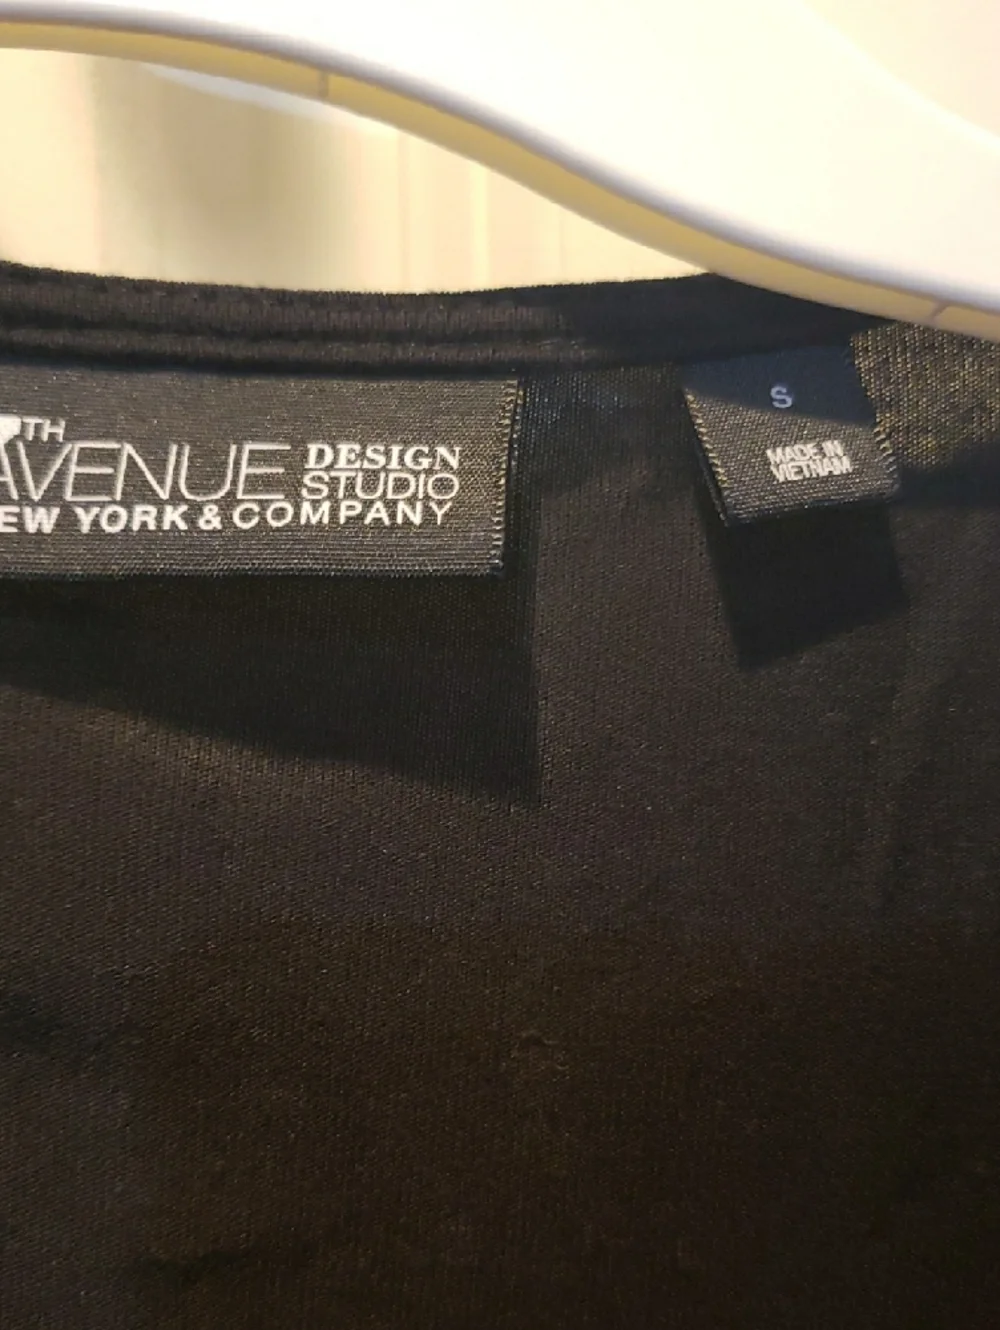 TH
AVENUE DESIGN
STUDIO
EW YORK & COMPANY
S
MADE IN
VIETNAM